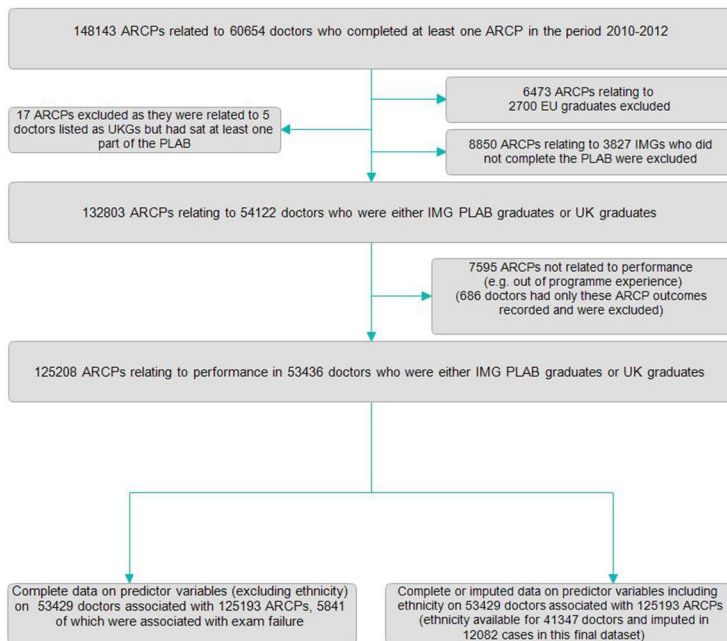 148143 ARCPs related to 60654 doctors who completed at least one ARCP in the period 2010-2012
6473 ARCPs relating to
2700 EU graduates excluded
17 ARCPs excluded as they were related to 5
doctors listed as UKGs but had sat at least one
part of the PLAB
8850 ARCPs relating to 3827 IMGs who did
not complete the PLAB were excluded
132803 ARCPs relating to 54122 doctors who were either IMG PLAB graduates or UK graduates
7595 ARCPs not related to performance
(e.g. out of programme experience)
(686 doctors had only these ARCP outcomes
recorded and were excluded)
125208 ARCPs relating to performance in 53436 doctors who were either IMG PLAB graduates or UK graduates
Complete data on predictor variables (excluding ethnicity)
on 53429 doctors associated with 125193 ARCPs, 5841
of which were associated with exam failure
Complete or imputed data on predictor variables including
ethnicity on 53429 doctors associated with 125193 ARCPs
(ethnicity available for 41347 doctors and imputed in
12082 cases in this final dataset)